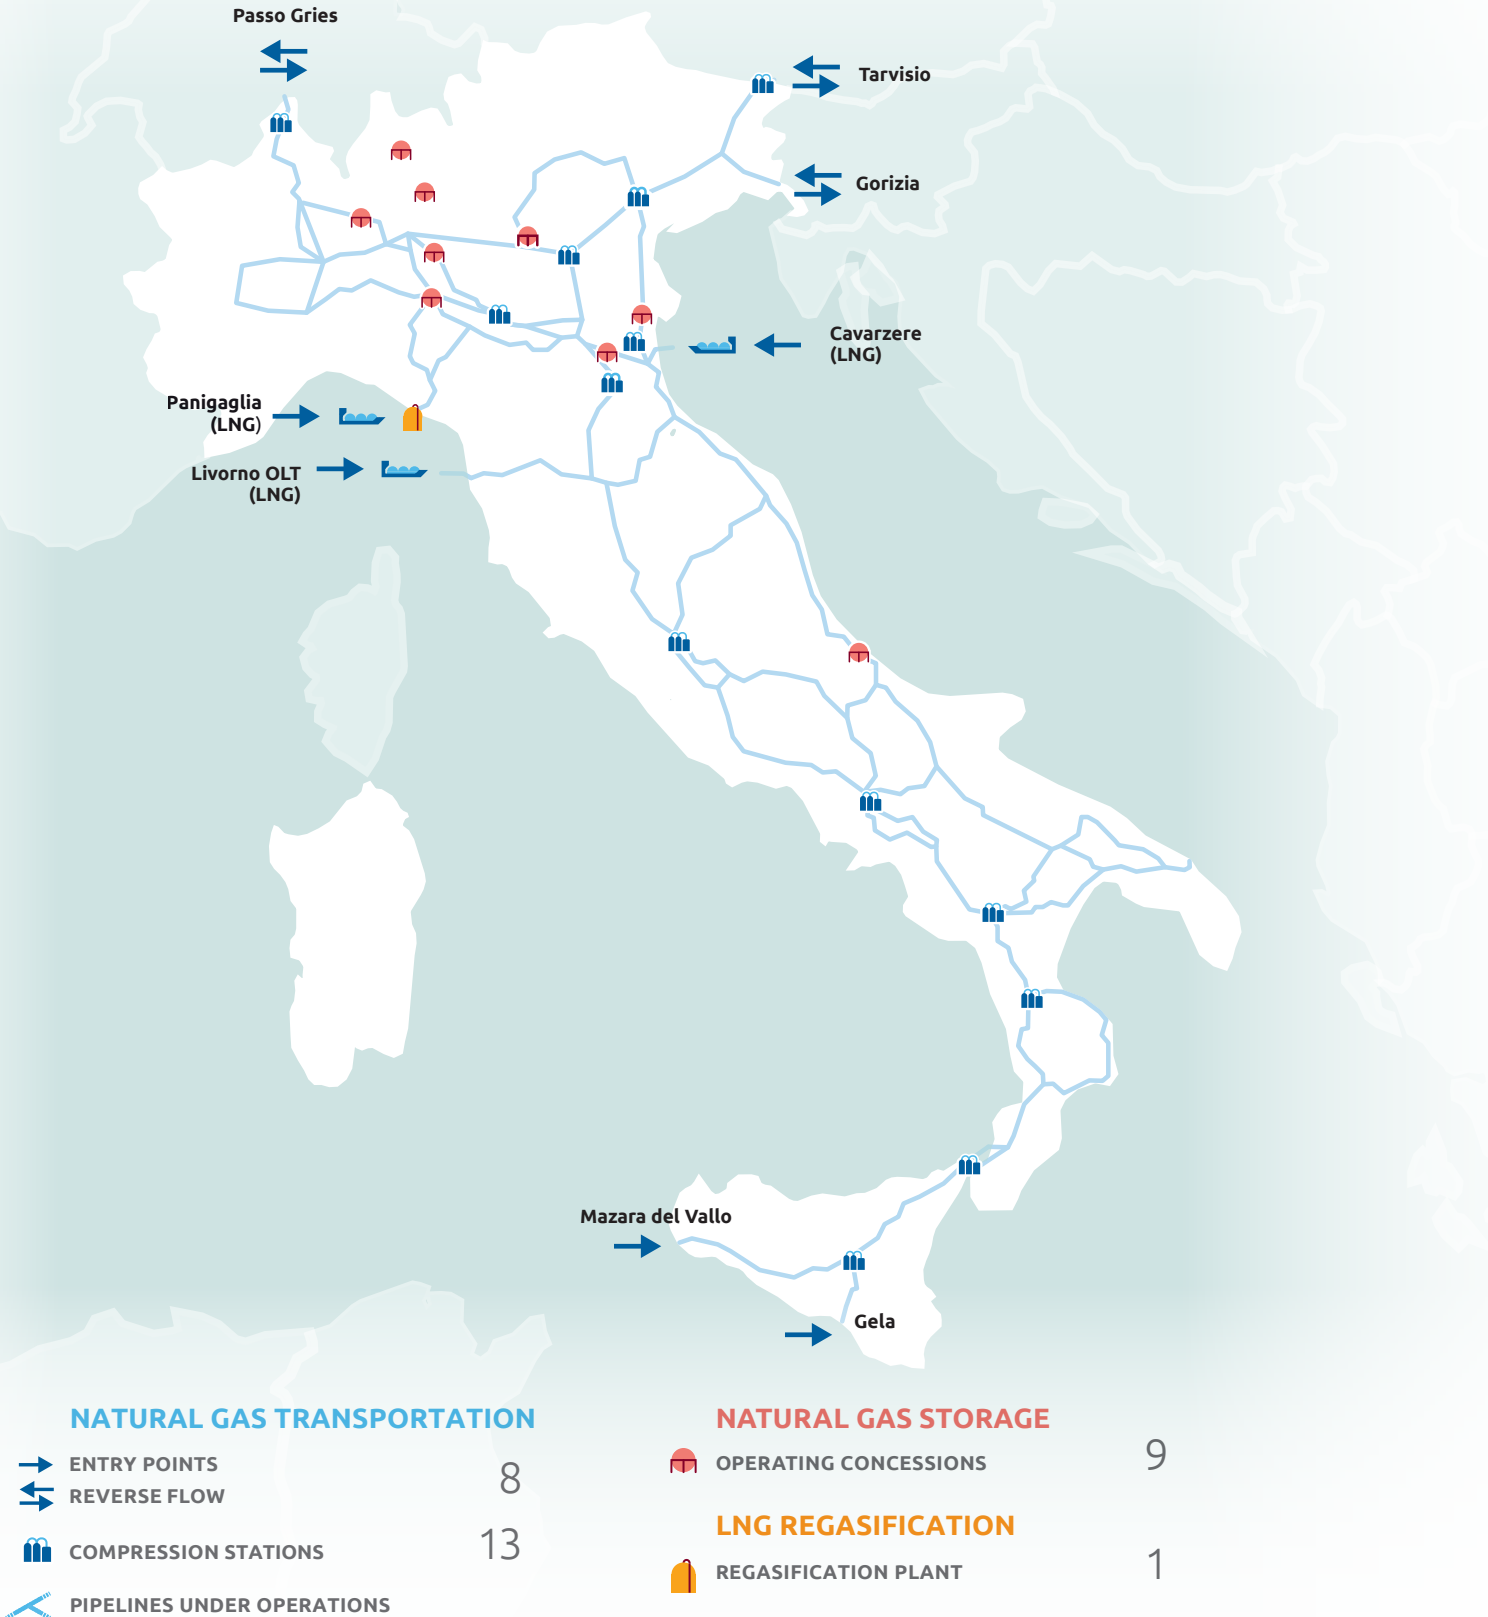 Passo Gries
Tarvisio
Gorizia
Cavarzere
(LNG)
Panigaglia
(LNG)
Livorno OLT
(LNG)
Mazara del Vallo
Gela
NATURAL GAS TRANSPORTATION
ENTRY POINTS
REVERSE FLOW
8
COMPRESSION STATIONS
13
PIPELINES UNDER OPERATIONS
NATURAL GAS STORAGE
OPERATING CONCESSIONS
9
LNG REGASIFICATION
REGASIFICATION PLANT
1